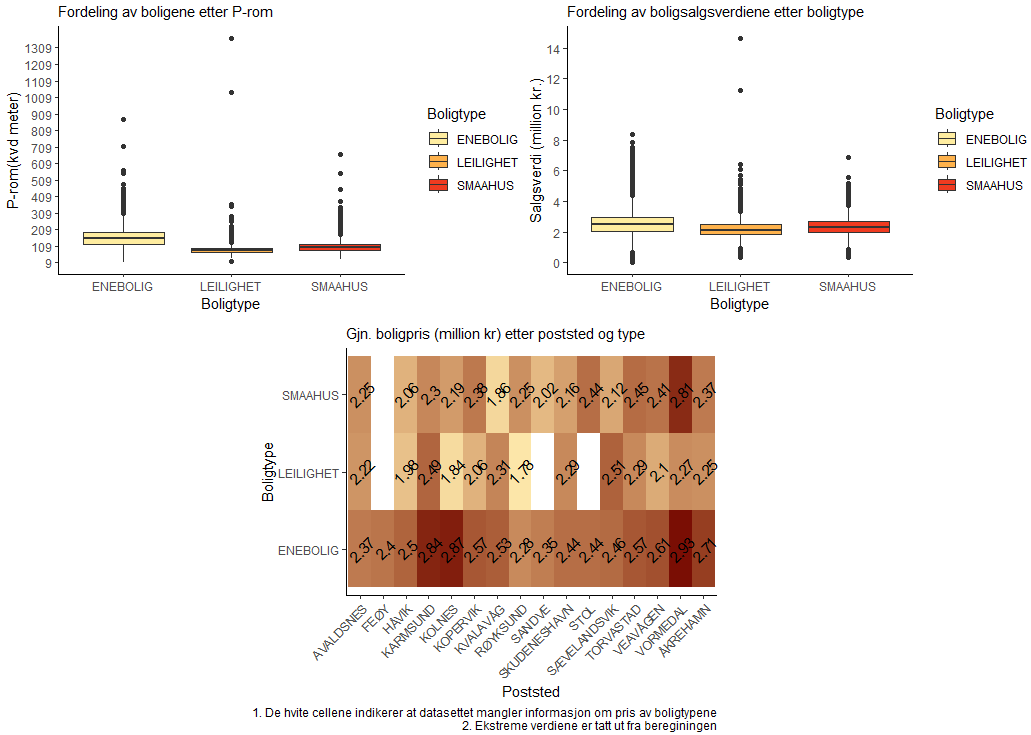 Fordeling av boligene etter P-rom
P-rom(kvd meter)
1309
1209
1109
1009
909
809
709
609
509
409
309
209
109
9
ENEBOLIG LEILIGHET SMAAHUS
Boligtype
Boligtype
ENEBOLIG
LEILIGHET
SMAAHUS
Fordeling av boligsalgsverdiene etter boligtype
Salgsverdi (million kr.)
14
12
10
8
6
4
2
0
ENEBOLIG LEILIGHET SMAAHUS
Boligtype
Boligtype
ENEBOLIG
LEILIGHET
SMAAHUS
Gjn. boligpris (million kr) etter poststed og type
Boligtype
SMAAHUS 2.25 2.06 2.3 2.19 2.38 1.86 2.25 2.02 2.16 2.44 2.12 2.45 2.41 2.81 2.37
LEILIGHET 2.22 1.98 2.49 1.84 2.06 2.31 1.78 2.29 2.51 2.29 2.1 2.27 2.25
ENEBOLIG 2.37 2.4 2.5 2.84 2.87 2.57 2.53 2.28 2.35 2.44 2.44 2.46 2.57 2.61 2.93 2.71
AVALDSNES FEØY HÅVIK KARMSUND KOLNES KOPERVIK KVALAVÅG RØYKSUND SANDVE SKUDENESHAVN STOL SÆVELANDSVIK TORVASTAD VEAVÅGEN VORMEDAL ÅKREHAMN
Poststed
1. De hvite cellene indikerer at datasettet mangler informasjon om pris av boligtypene
2. Ekstreme verdiene er tatt ut fra beregininingen